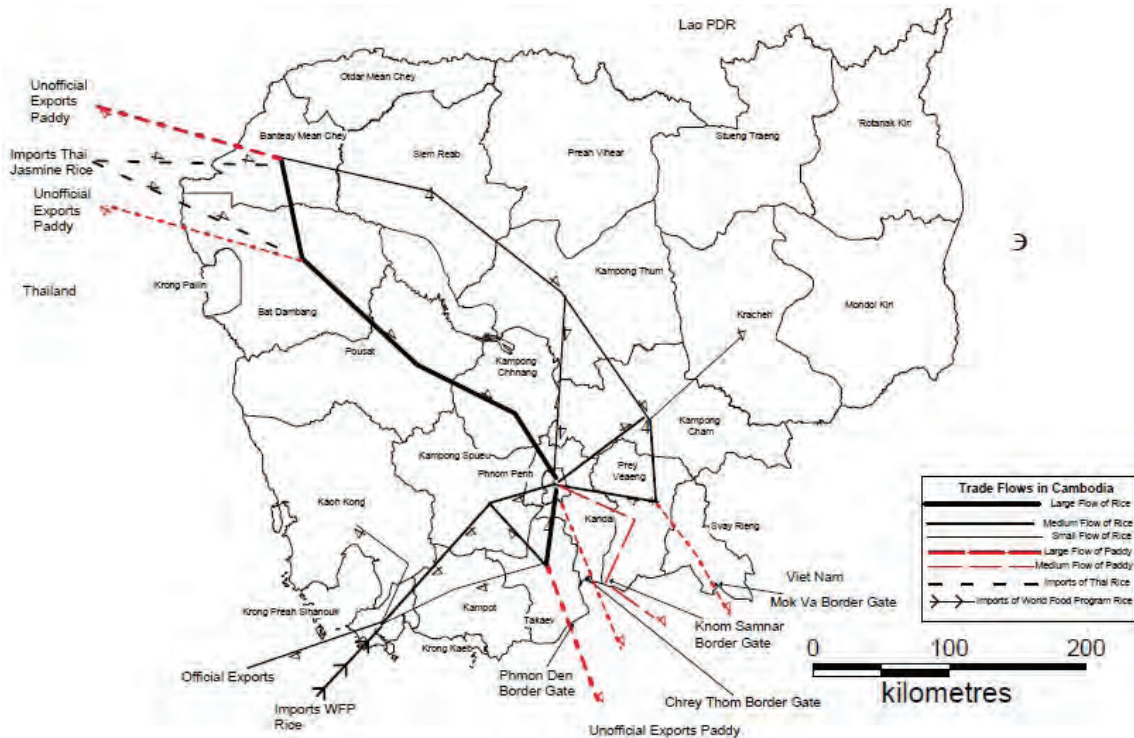 Lao PDR
Unofficial
Exports
Paddy
Otdar Mean Chey
Banteay Mean Chey
Siem Reab
Preah Vihear
Stueng Traeng
Rotanak Kiri
Imports Thai
Jasmine Rice
Unofficial
Exports
Paddy
Thailand
Krong Pailin
Bat Dambang
Pousat
Kampong
Chhnang
Kampong Thum
Kracheh
Mondol Kiri
Kampong
Cham
Kampong Spueu
Phnom Penh
Prey
Veaeng
Kaoh Kong
Kandal
Svay Rieng
Krong Preah Sihanouk
Kampot
Takaev
Krong Kaeb
Viet Nam
Mok Va Border Gate
Knom Samnar
Border Gate
Official Exports
Imports WFP
Rice
Phmon Den
Border Gate
Chrey Thom Border Gate
Unofficial Exports Paddy
Trade Flows in Cambodia
Large Flow of Rice
Medium Flow of Rice
Small Flow of Rice
Large Flow of Paddy
Medium Flow of Paddy
Imports of Thai Rice
Imports of World Food Program Rice
0 100 200
kilometres